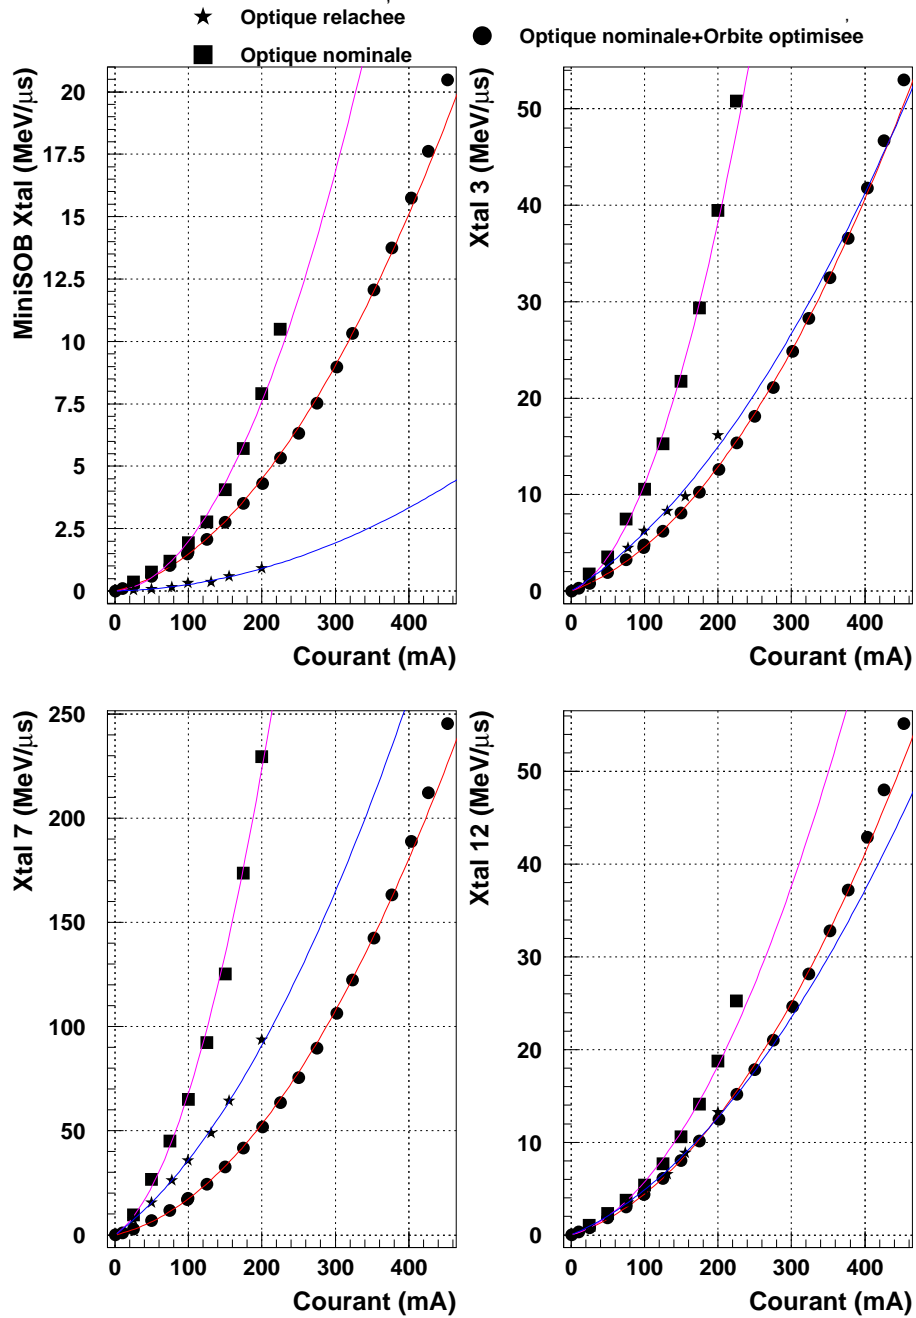 Optique relachee
Optique nominale
Optique nominale+Orbite optimisée
MiniSOB Xtal (MeV/μs)
20
17.5
15
12.5
10
7.5
5
2.5
0
0 100 200 300 400
Courant (mA)
Xtal 3 (MeV/μs)
50
40
30
20
10
0
0 100 200 300 400
Courant (mA)
Xtal 7 (MeV/μs)
250
200
150
100
50
0
0 100 200 300 400
Courant (mA)
Xtal 12 (MeV/μs)
50
40
30
20
10
0
0 100 200 300 400
Courant (mA)